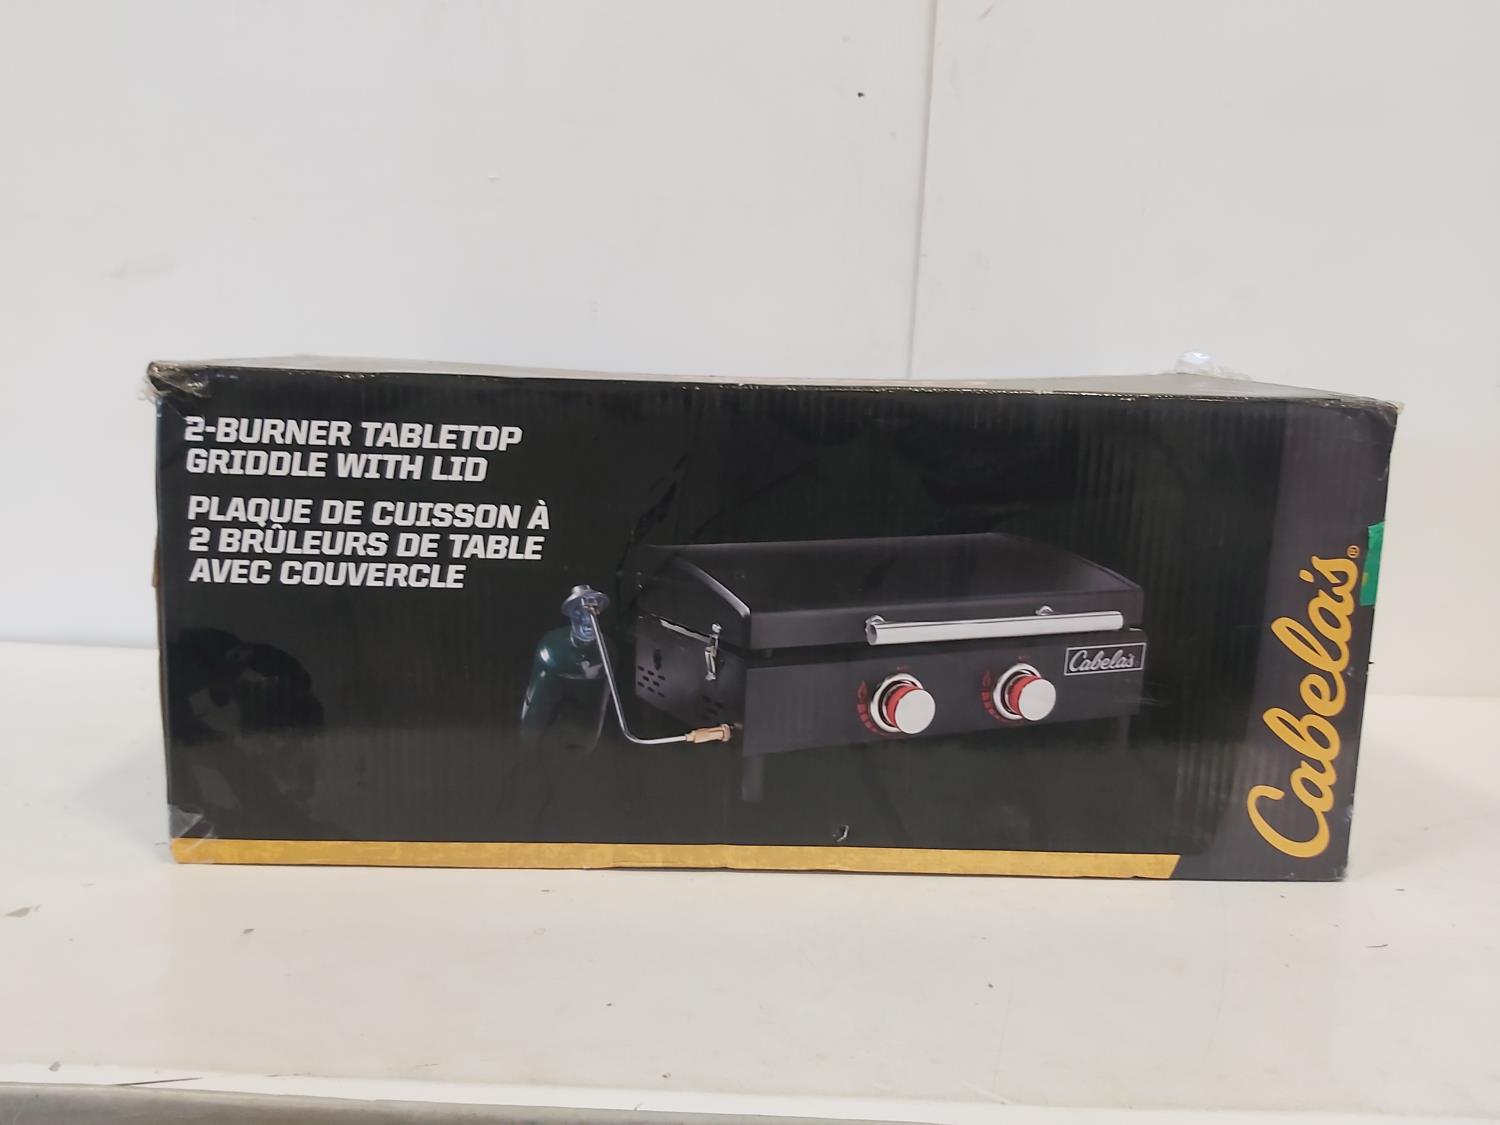 2-BURNER TABLETOP
GRIDDLE WITH LID
PLAQUE DE CUISSON À
2 BRÛLEURS DE TABLE
AVEC COUVERCLE
Cabela's
Cabela's®